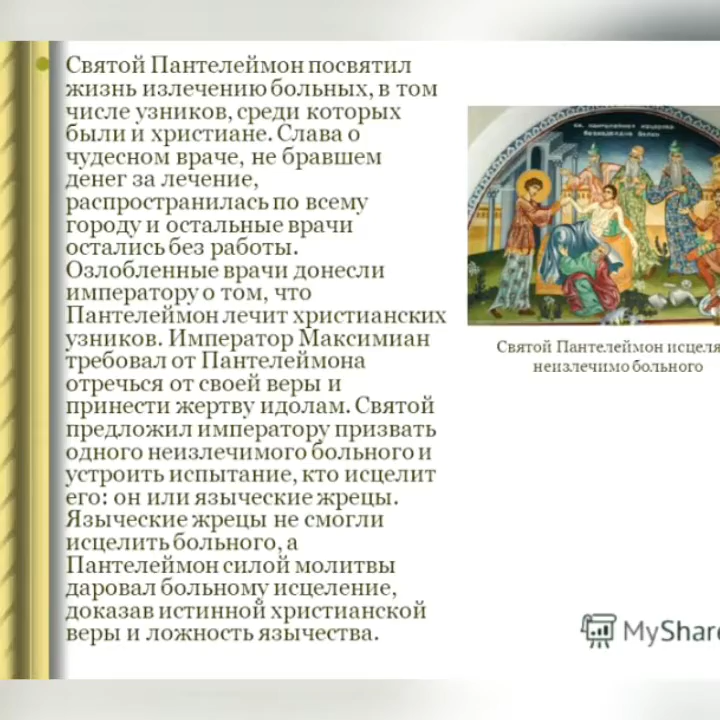 Святой Пантелеймон посвятил
жизнь излечению больных, в том
числе узников, среди которых
были и христиане. Слава о
чудесном враче, не бравшем
денег за лечение,
распространилась по всему
городу и остальные врачи
остались без работы.
Озлобленные врачи донесли
императору о том, что
Пантелеймон лечит христианских
узников. Император Максимиан
требовал от Пантелеймона
отречься от своей веры и
принести жертву идолам. Святой
предложил императору призвать
одного неизлечимого больного и
устроить испытание, кто исцелит
его: он или языческие жрецы.
Языческие жрецы не смогли
исцелить больного, а
Пантелеймон силой молитвы
даровал больному исцеление,
доказав истинной христианской
веры и ложность язычества.
Святой Пантелеймон исцеля
неизлечимо больного
MyShare